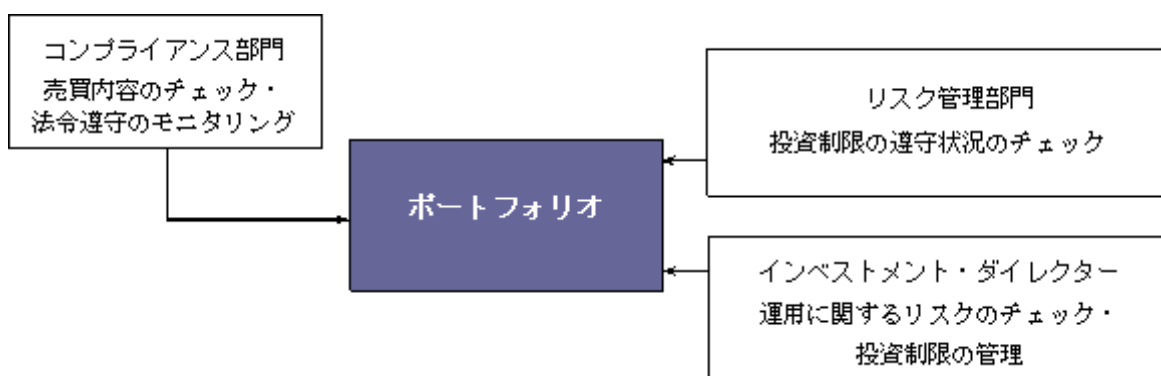 コンプライアンス部門
売買内容のチェック・
法令遵守のモニタリング
リスク管理部門
投資制限の遵守状況のチェック
ポートフォリオ
インベストメント・ダイレクター
運用に関するリスクのチェック・
投資制限の管理